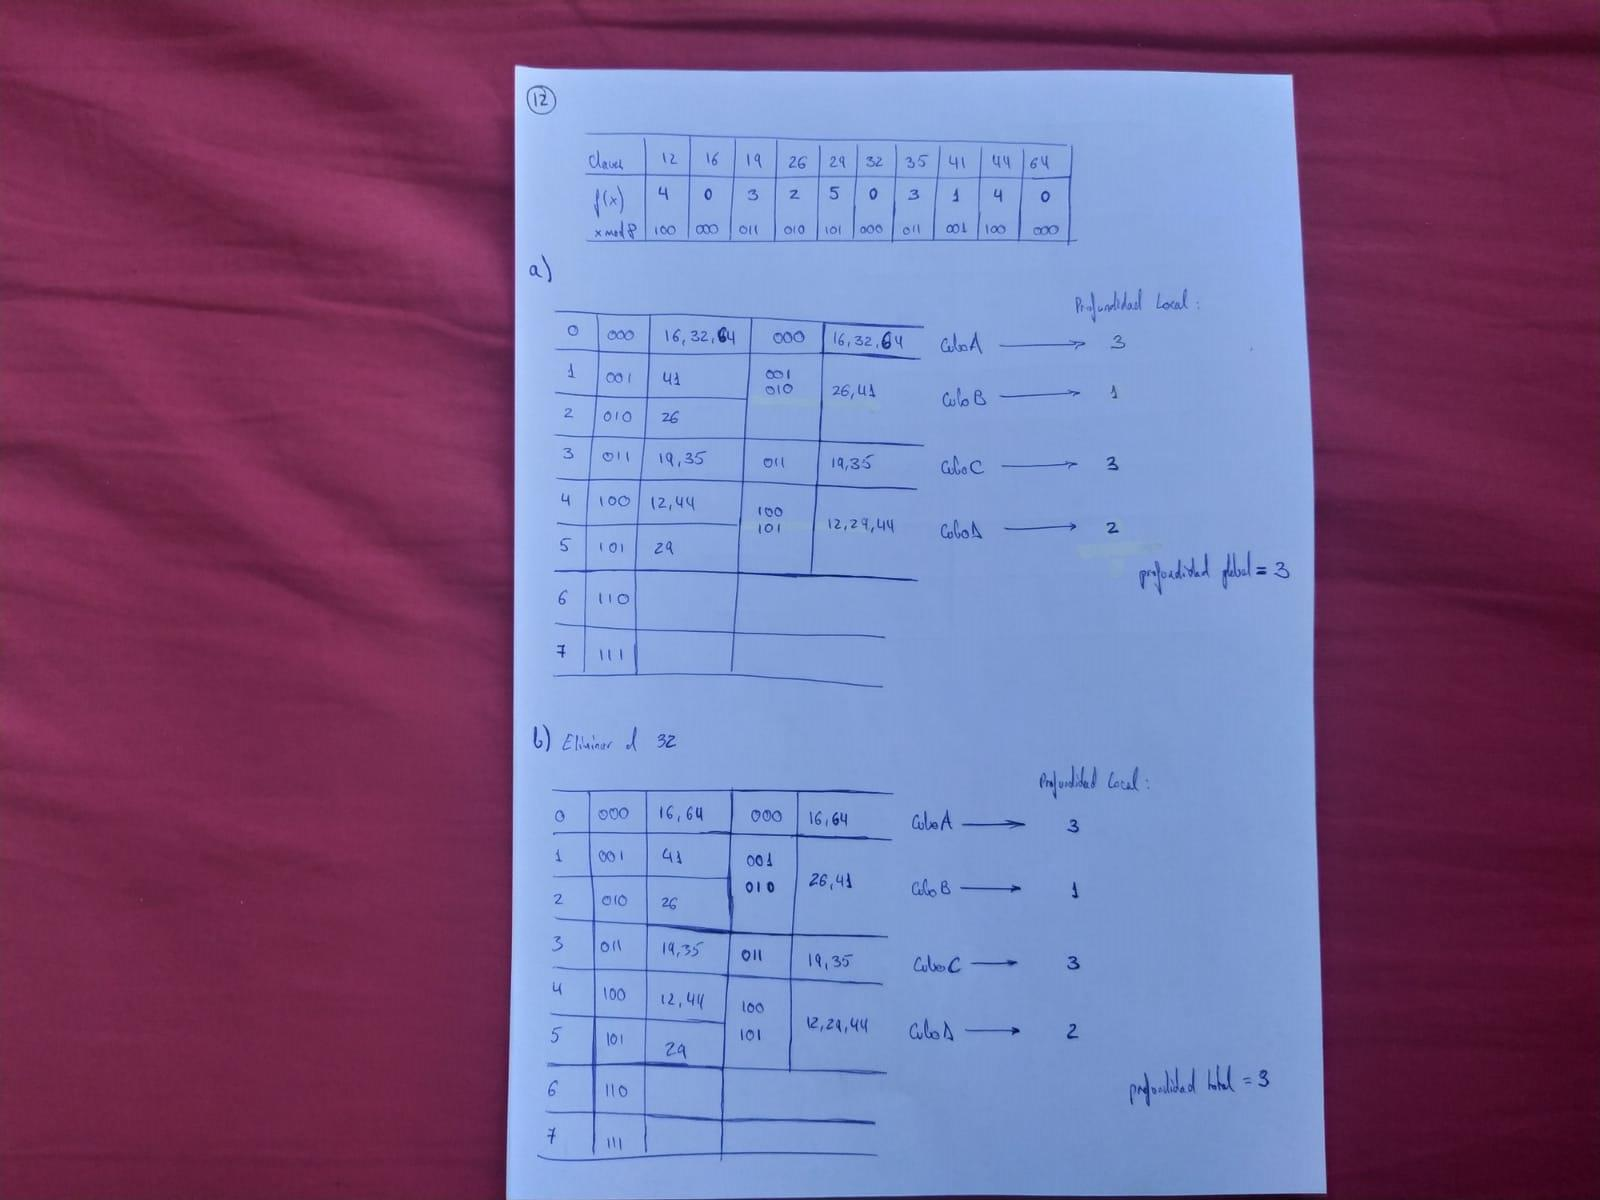 12
Claves 12 16 19 26 29 32 35 41 44 64
f(x) 4 0 3 2 5 0 3 1 4 0
x mod 8 100 000 011 010 101 000 011 001 100 000
a)
Profundidad Local:
0 000 16, 32, 64 000 16, 32, 64 Cubo A → 3
1 001 41 001
010 26, 41 Cubo B → 1
2 010 26
3 011 19, 35 011 19, 35 Cubo C → 3
4 100 12, 44 100
101 12, 29, 44 Cubo D → 2
5 101 29
profundidad global = 3
6 110
7 111
b) Eliminar el 32
Profundidad Local:
0 000 16, 64 000 16, 64 Cubo A → 3
1 001 41 001
010 26, 41 Cubo B → 1
2 010 26
3 011 19, 35 011 19, 35 Cubo C → 3
4 100 12, 44 100
101 12, 29, 44 Cubo D → 2
5 101 29
profundidad total = 3
6 110
7 111